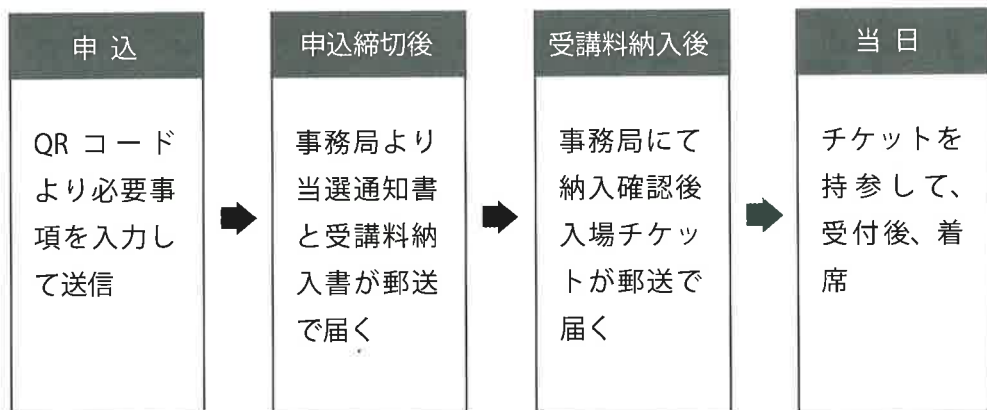 申込
QR コード
より必要事
項を入力し
て送信
申込締切後
事務局より
当選通知書
と受講料納
入書が郵送
で届く
受講料納入後
事務局にて
納入確認後
入場チケッ
トが郵送で
届く
当日
チケットを
持参して、
受付後、着
席